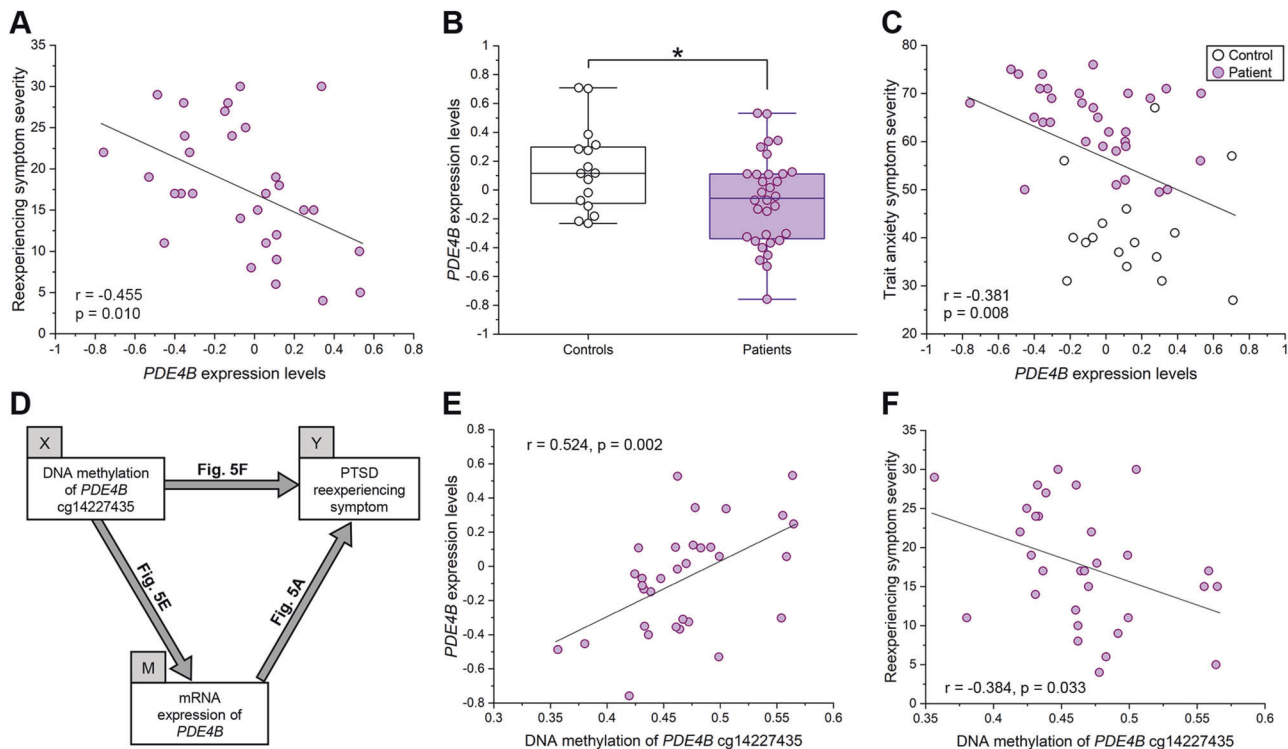 A
35
30
25
20
15
10
5
0
Reexperiencing symptom severity
r = -0.455
p = 0.010
-1 -0.8 -0.6 -0.4 -0.2 0 0.2 0.4 0.6 0.8
PDE4B expression levels
B
1
0.8
0.6
0.4
0.2
0
-0.2
-0.4
-0.6
-0.8
-1
PDE4B expression levels
*
Controls Patients
C
80
70
60
50
40
30
20
Trait anxiety symptom severity
Control
Patient
r = -0.381
p = 0.008
-1 -0.8 -0.6 -0.4 -0.2 0 0.2 0.4 0.6 0.8 1
PDE4B expression levels
D
X
DNA methylation
of PDE4B
cg14227435
Fig. 5F
Y
PTSD
reexperiencing
symptom
Fig. 5E
Fig. 5A
M
mRNA
expression of
PDE4B
E
0.8
0.6
0.4
0.2
0
-0.2
-0.4
-0.6
-0.8
PDE4B expression levels
r = 0.524, p = 0.002
0.3 0.35 0.4 0.45 0.5 0.55 0.6
DNA methylation of PDE4B cg14227435
F
35
30
25
20
15
10
5
0
Reexperiencing symptom severity
r = -0.384, p = 0.033
0.35 0.4 0.45 0.5 0.55 0.6
DNA methylation of PDE4B cg14227435